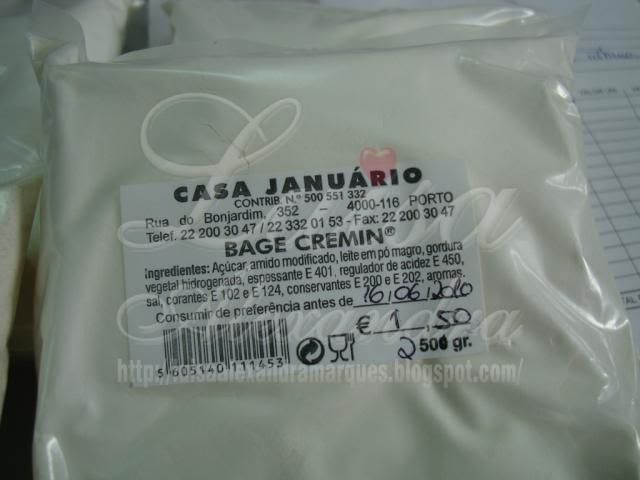 CASA JANUÁRIO
CONTRIB. N.º 500 551 332
Rua do Bonjardim, 352 - 4000-116 PORTO
Telef. 22 200 30 47 / 22 332 01 53 - Fax: 22 200 30 47
BAGE CREMIN®
Ingredientes: Açúcar, amido modificado, leite em pó magro, gordura
vegetal hidrogenada, espessante E 401, regulador de acidez E 450,
sal, corantes E 102 e E 124, conservantes E 200 e E 202, aromas.
Consumir de preferência antes de 16,06,2010
€ 1,50
2 500 gr.
5 605140 111453
http://luisaalexandramarques.blogspot.com/